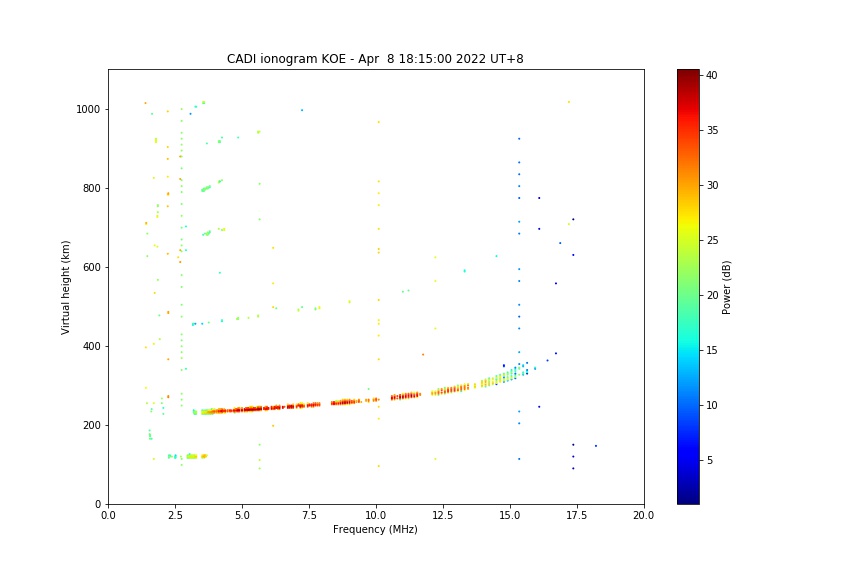 CADI ionogram KOE - Apr  8 18:15:00 2022 UT+8
Virtual height (km)
1000
800
600
400
200
0
0.0 2.5 5.0 7.5 10.0 12.5 15.0 17.5 20.0
Frequency (MHz)
40
35
30
25
20
15
10
5
Power (dB)